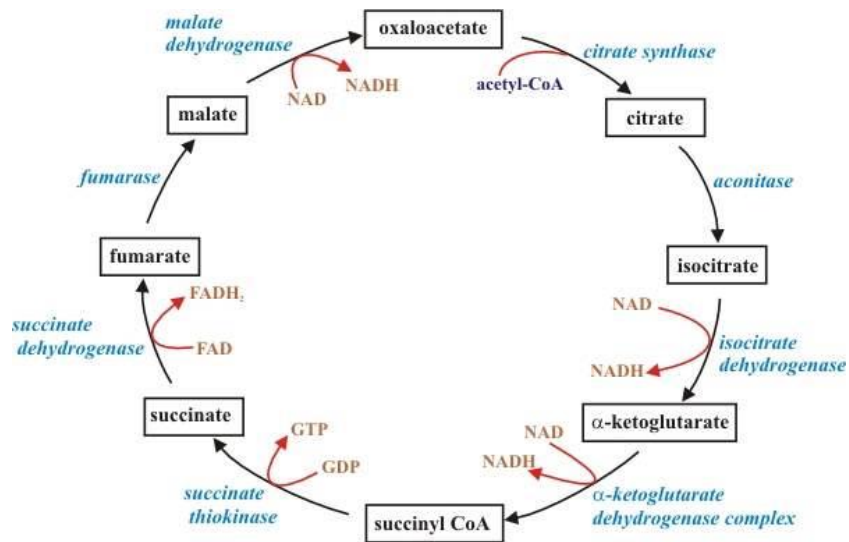 oxaloacetate
citrate synthase
acetyl-CoA
citrate
aconitase
isocitrate
NAD
NADH
isocitrate
dehydrogenase
α-ketoglutarate
NAD
NADH
α-ketoglutarate
dehydrogenase complex
succinyl CoA
GTP
GDP
succinate
thiokinase
succinate
FADH₂
FAD
succinate
dehydrogenase
fumarate
fumarase
malate
malate
dehydrogenase
NAD
NADH